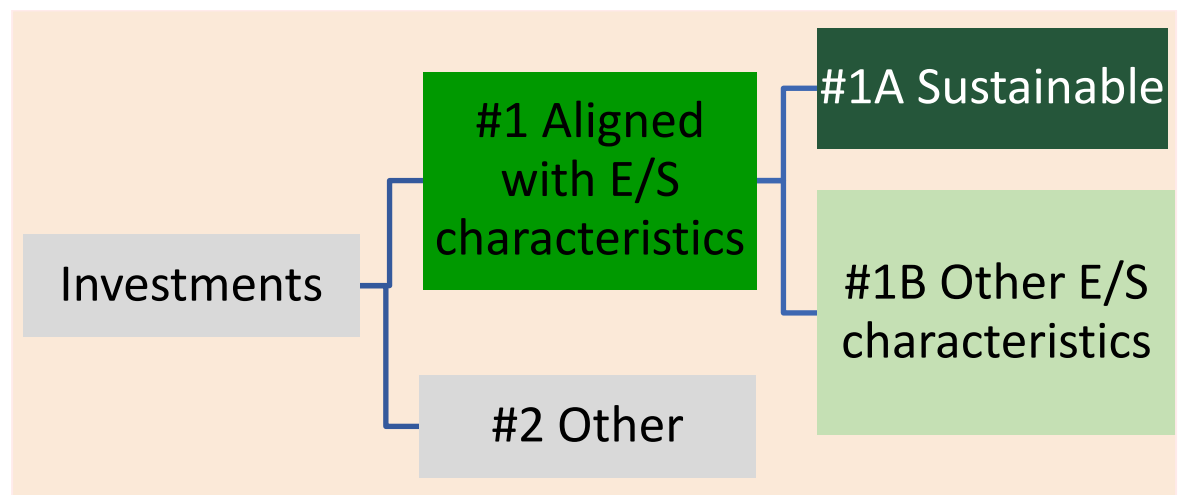 Investments
#1 Aligned
with E/S
characteristics
#2 Other
#1A Sustainable
#1B Other E/S
characteristics